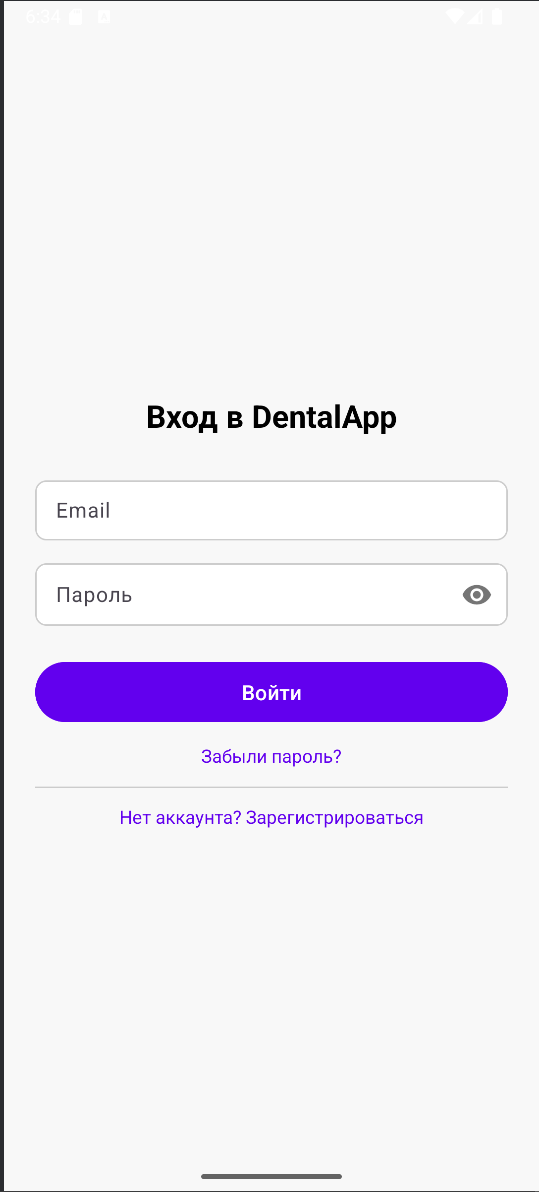 6:34
Вход в DentalApp
Email
Пароль
Войти
Забыли пароль?
Нет аккаунта? Зарегистрироваться